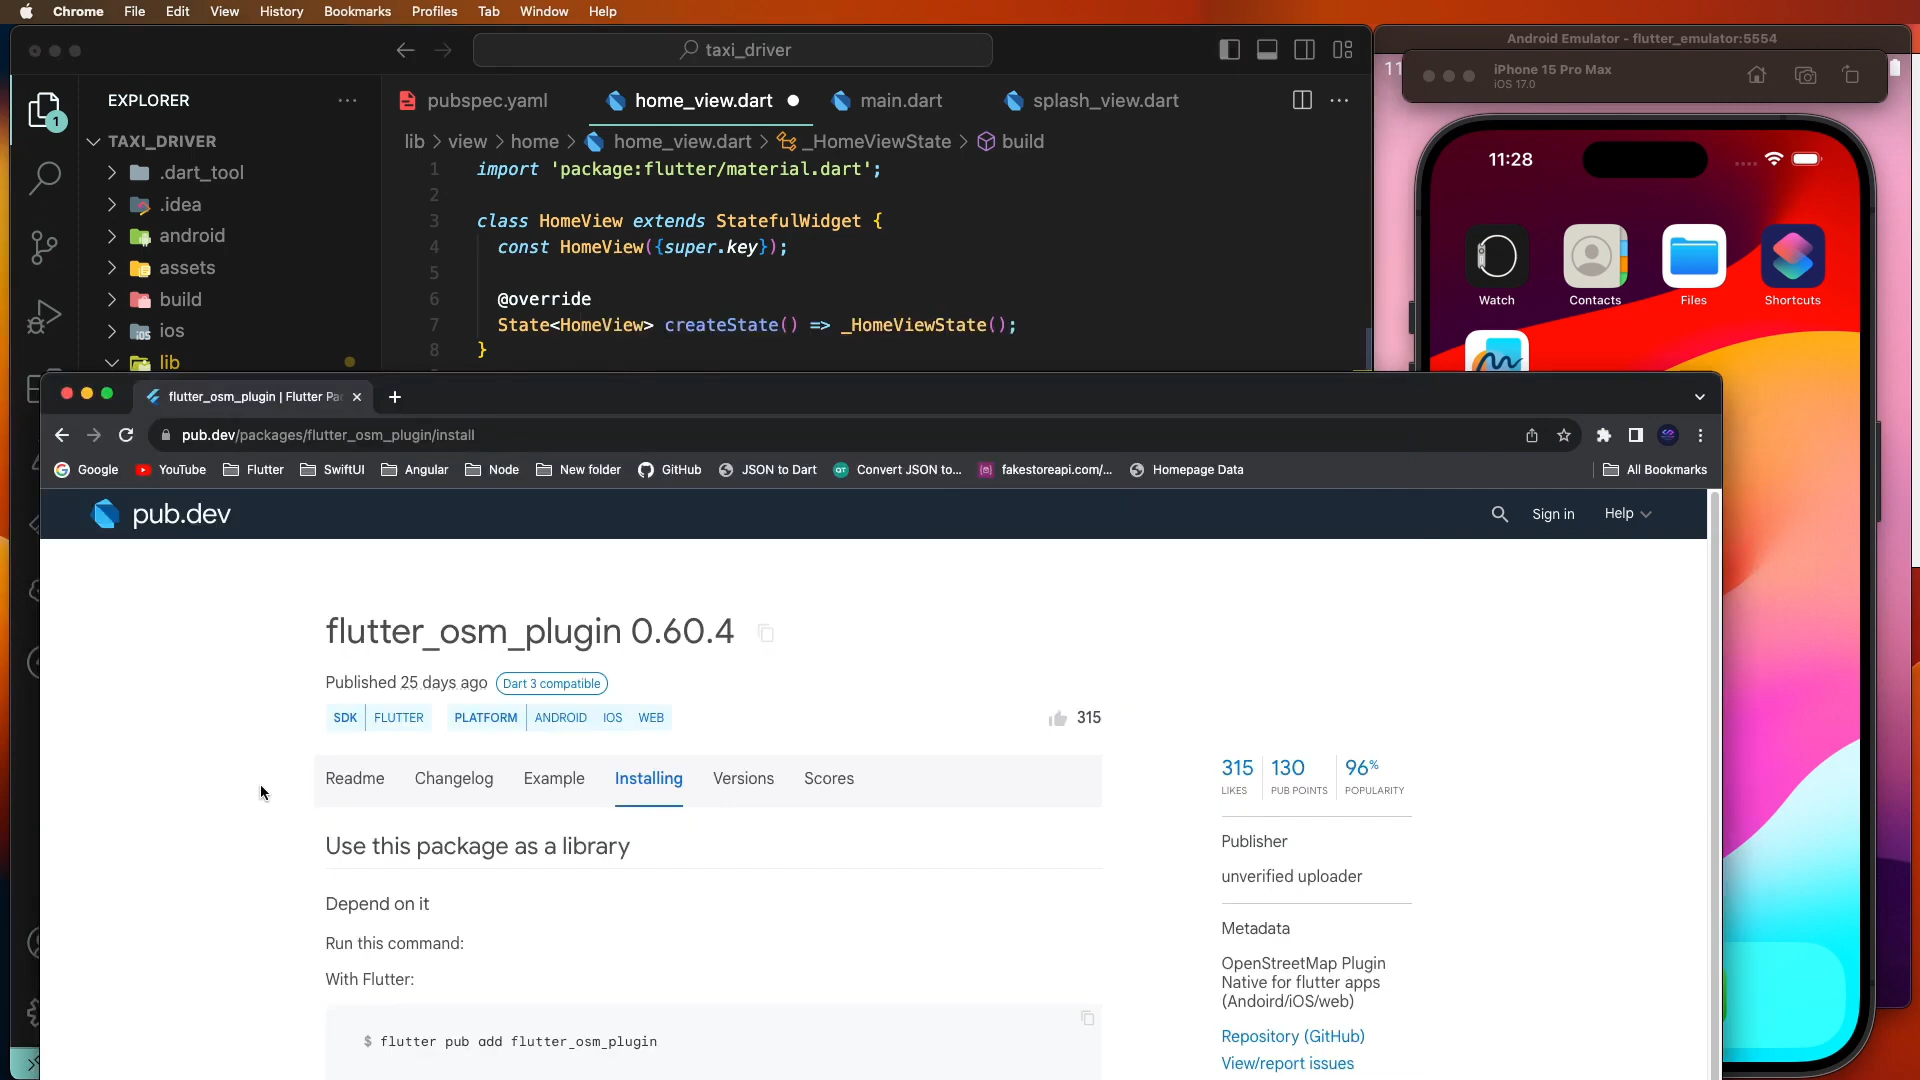 Chrome File Edit View History Bookmarks Profiles Tab Window Help
taxi_driver
Android Emulator - flutter_emulator:5554
iPhone 15 Pro Max
iOS 17.0
EXPLORER
1
pubspec.yaml home_view.dart main.dart splash_view.dart
TAXI_DRIVER
lib > view > home > home_view.dart > _HomeViewState > build
.dart_tool
.idea
android
assets
build
ios
lib
1 import 'package:flutter/material.dart';
2
3 class HomeView extends StatefulWidget {
4 const HomeView({super.key});
5
6 @override
7 State<HomeView> createState() => _HomeViewState();
8 }
11
11:28
Watch Contacts Files Shortcuts
flutter_osm_plugin | Flutter Pa
pub.dev/packages/flutter_osm_plugin/install
Google YouTube Flutter SwiftUI Angular Node New folder GitHub JSON to Dart Convert JSON to... fakestoreapi.com/... Homepage Data All Bookmarks
pub.dev Sign in Help
flutter_osm_plugin 0.60.4
Published 25 days ago Dart 3 compatible
SDK FLUTTER PLATFORM ANDROID IOS WEB
315
Readme Changelog Example Installing Versions Scores
315 130 96%
LIKES PUB POINTS POPULARITY
Use this package as a library
Depend on it
Run this command:
With Flutter:
$ flutter pub add flutter_osm_plugin
Publisher
unverified uploader
Metadata
OpenStreetMap Plugin
Native for flutter apps
(Andoird/iOS/web)
Repository (GitHub)
View/report issues